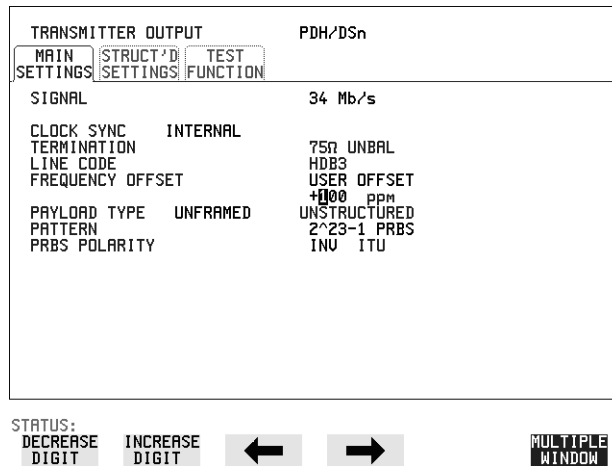 TRANSMITTER OUTPUT PDH/DSn
MAIN SETTINGS STRUCT'D SETTINGS TEST FUNCTION
SIGNAL 34 Mb/s
CLOCK SYNC INTERNAL
TERMINATION 75Ω UNBAL
LINE CODE HDB3
FREQUENCY OFFSET USER OFFSET
+100 ppm
PAYLOAD TYPE UNFRAMED UNSTRUCTURED
PATTERN 2^23-1 PRBS
PRBS POLARITY INV ITU
STATUS:
DECREASE DIGIT INCREASE DIGIT MULTIPLE WINDOW